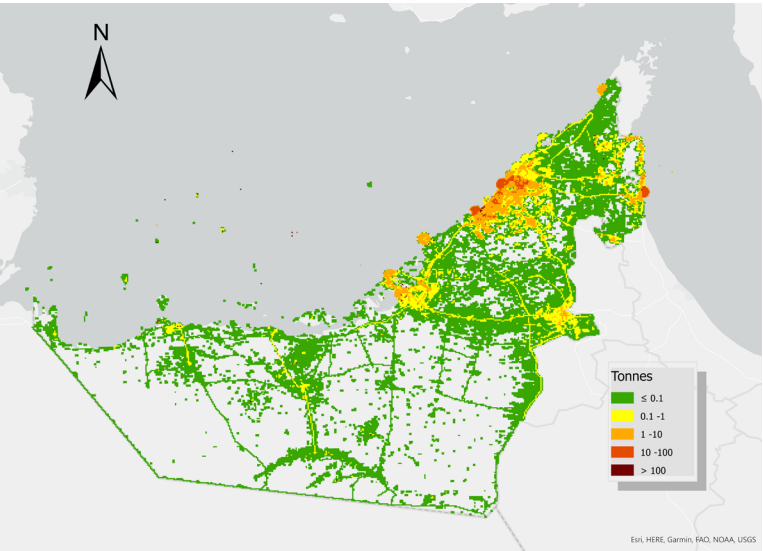 N
Tonnes
≤ 0.1
0.1 -1
1 -10
10 -100
> 100
Esri, HERE, Garmin, FAO, NOAA, USGS